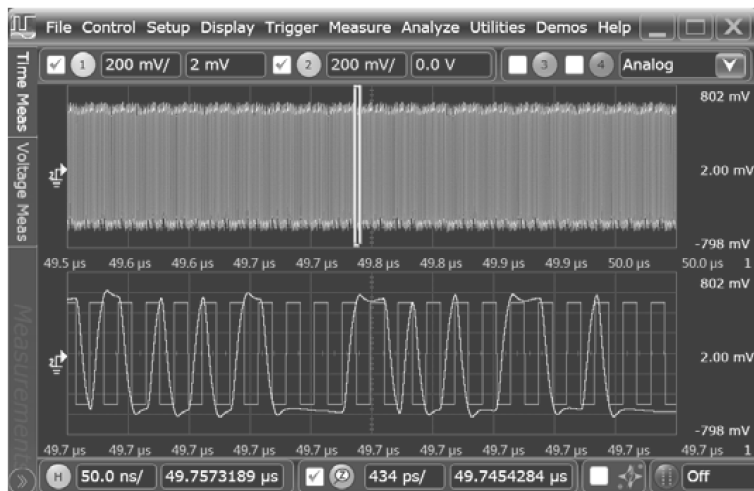 File Control Setup Display Trigger Measure Analyze Utilities Demos Help
1 200 mV/ 2 mV 2 200 mV/ 0.0 V 3 4 Analog
Time Meas
Voltage Meas
Measurements
802 mV
2.00 mV
-798 mV
49.5 µs 49.6 µs 49.6 µs 49.7 µs 49.7 µs 49.8 µs 49.8 µs 49.9 µs 49.9 µs 50.0 µs 50.0 µs 1
802 mV
2.00 mV
-798 mV
49.7 µs 49.7 µs 49.7 µs 49.7 µs 49.7 µs 49.7 µs 49.7 µs 49.7 µs 49.7 µs 49.7 µs 49.7 µs 1
H 50.0 ns/ 49.7573189 µs Z 434 ps/ 49.7454284 µs Off